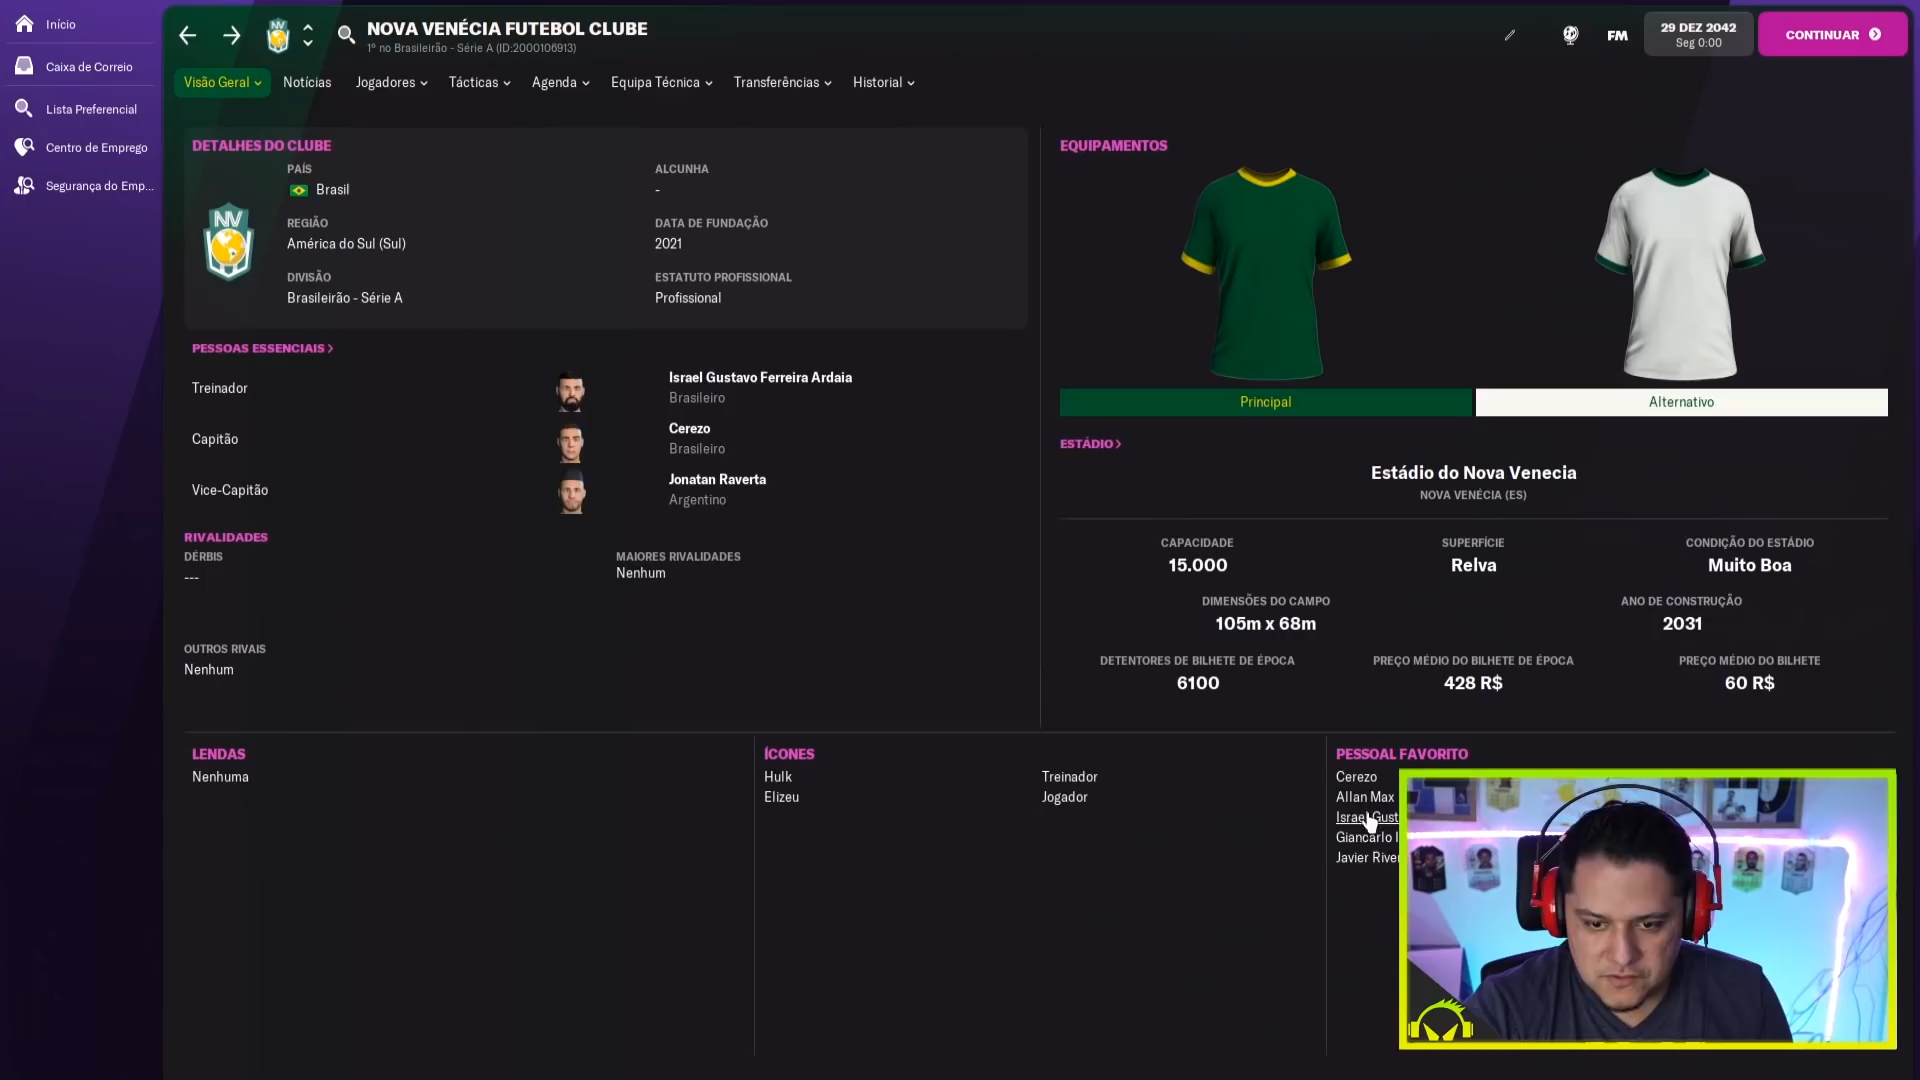 Início
Caixa de Correio
Lista Preferencial
Centro de Emprego
Segurança do Emp...
NOVA VENÉCIA FUTEBOL CLUBE
1º no Brasileirão - Série A (ID:2000106913)
FM
29 DEZ 2042
Seg 0:00
CONTINUAR
Visão Geral
Notícias
Jogadores
Tácticas
Agenda
Equipa Técnica
Transferências
Historial
DETALHES DO CLUBE
NV
PAÍS
Brasil
ALCUNHA
-
REGIÃO
América do Sul (Sul)
DATA DE FUNDAÇÃO
2021
DIVISÃO
Brasileirão - Série A
ESTATUTO PROFISSIONAL
Profissional
PESSOAS ESSENCIAIS >
Treinador
Israel Gustavo Ferreira Ardaia
Brasileiro
Capitão
Cerezo
Brasileiro
Vice-Capitão
Jonatan Raverta
Argentino
RIVALIDADES
DÉRBIS
---
MAIORES RIVALIDADES
Nenhum
OUTROS RIVAIS
Nenhum
EQUIPAMENTOS
Principal
Alternativo
ESTÁDIO >
Estádio do Nova Venecia
NOVA VENÉCIA (ES)
CAPACIDADE
15.000
SUPERFÍCIE
Relva
CONDIÇÃO DO ESTÁDIO
Muito Boa
DIMENSÕES DO CAMPO
105m x 68m
ANO DE CONSTRUÇÃO
2031
DETENTORES DE BILHETE DE ÉPOCA
6100
PREÇO MÉDIO DO BILHETE DE ÉPOCA
428 R$
PREÇO MÉDIO DO BILHETE
60 R$
LENDAS
Nenhuma
ÍCONES
Hulk
Treinador
Elizeu
Jogador
PESSOAL FAVORITO
Cerezo
Allan Max
Israel Gust
Giancarlo
Javier River